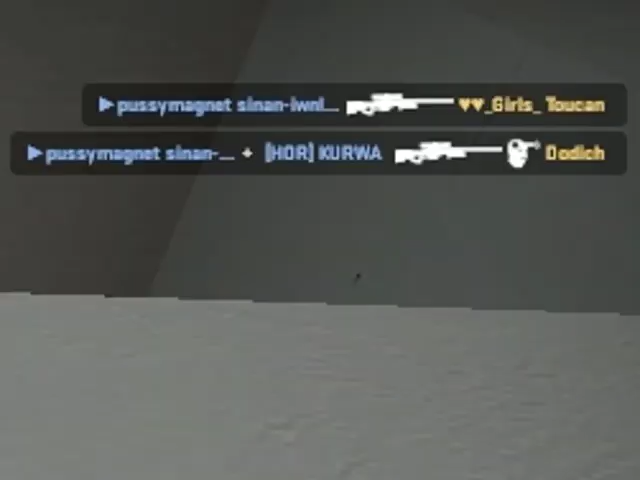 pussymagnet sinan-iwnl... ♥♥_Girls_ Toucan
pussymagnet sinan-... + [HOR] KURWA Dodich